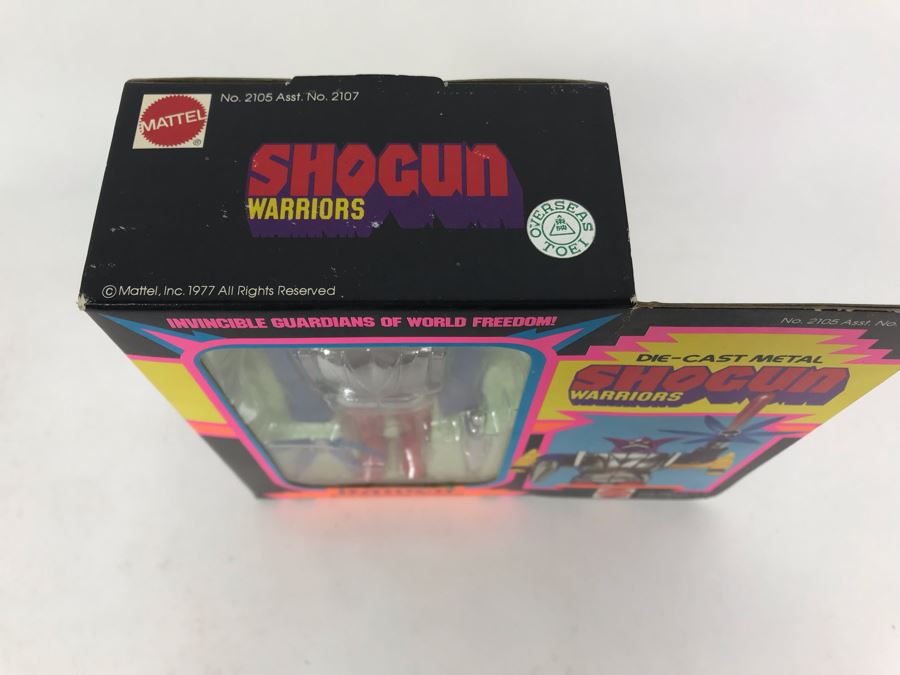 MATTEL
®
No. 2105 Asst. No. 2107
SHOGUN
WARRIORS
OVERSEAS
TOEI
© Mattel, Inc. 1977 All Rights Reserved
INVINCIBLE GUARDIANS OF WORLD FREEDOM!
No. 2105 Asst. No.
DIE-CAST METAL
SHOGUN
WARRIORS